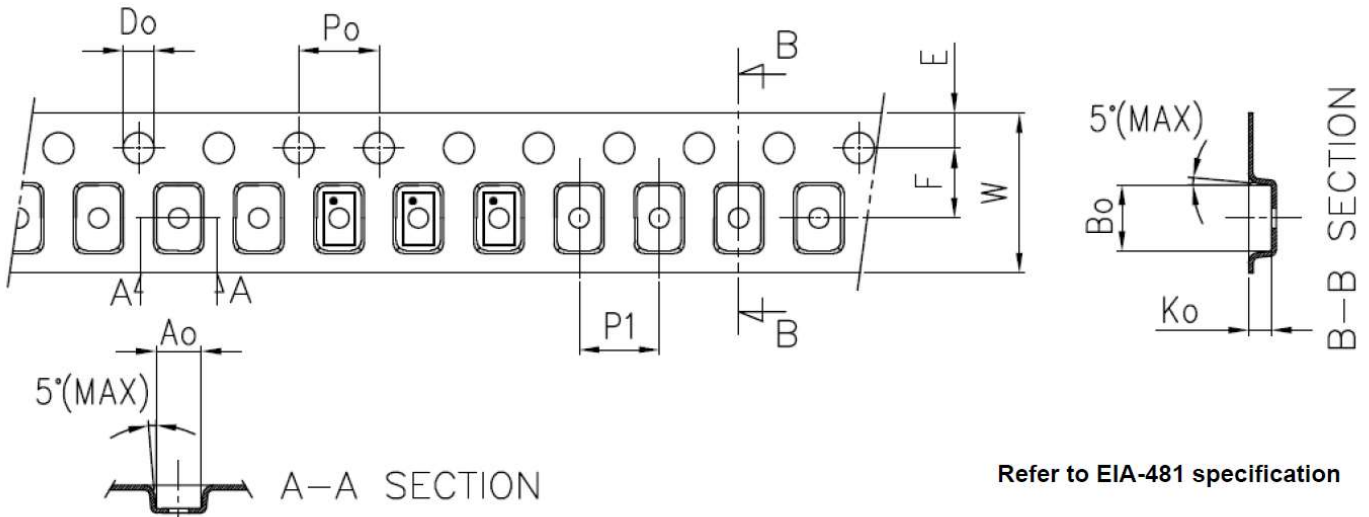 Do
Po
B
E
5°(MAX)
F
W
Bo
B-B SECTION
A
A
Ko
Ao
P1
B
5°(MAX)
A-A SECTION
Refer to EIA-481 specification